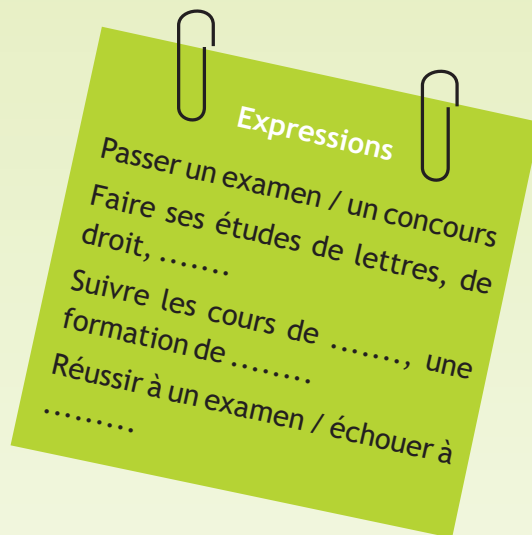 Expressions
Passer un examen / un concours
Faire ses études de lettres, de
droit, .......
Suivre les cours de ......., une
formation de ........
Réussir à un examen / échouer à
.........